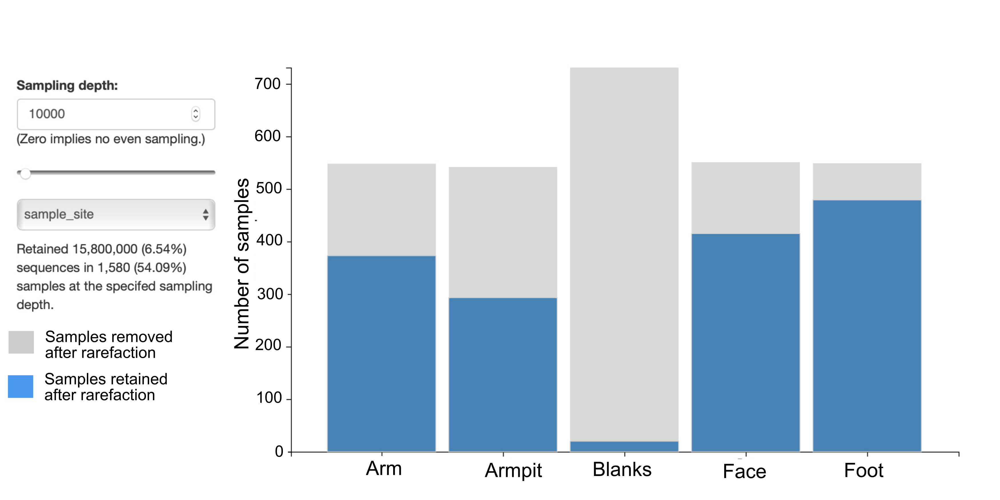 Sampling depth:
10000
(Zero implies no even sampling.)
sample_site
Retained 15,800,000 (6.54%)
sequences in 1,580 (54.09%)
samples at the specifed sampling
depth.
Samples removed
after rarefaction
Samples retained
after rarefaction
Number of samples
700
600
500
400
300
200
100
0
Arm
Armpit
Blanks
Face
Foot